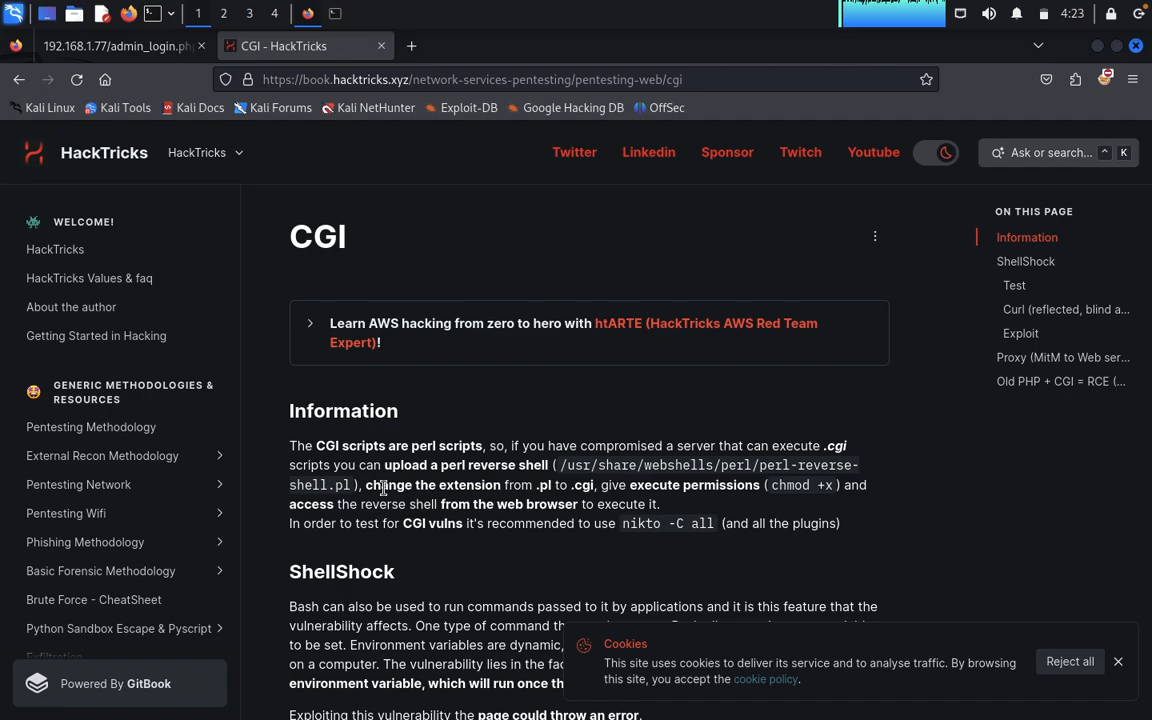 1 2 3 4 4:23
192.168.1.77/admin_login.ph
CGI - HackTricks
https://book.hacktricks.xyz/network-services-pentesting/pentesting-web/cgi
Kali Linux Kali Tools Kali Docs Kali Forums Kali NetHunter Exploit-DB Google Hacking DB OffSec
HackTricks HackTricks Twitter Linkedin Sponsor Twitch Youtube Ask or search... ^ K
WELCOME!
HackTricks
HackTricks Values & faq
About the author
Getting Started in Hacking
GENERIC METHODOLOGIES &
RESOURCES
Pentesting Methodology
External Recon Methodology
Pentesting Network
Pentesting Wifi
Phishing Methodology
Basic Forensic Methodology
Brute Force - CheatSheet
Python Sandbox Escape & Pyscript
Exfiltration
Powered By GitBook
CGI
Learn AWS hacking from zero to hero with htARTE (HackTricks AWS Red Team
Expert)!
Information
The CGI scripts are perl scripts, so, if you have compromised a server that can execute .cgi
scripts you can upload a perl reverse shell (/usr/share/webshells/perl/perl-reverse-
shell.pl), change the extension from .pl to .cgi, give execute permissions (chmod +x) and
access the reverse shell from the web browser to execute it.
In order to test for CGI vulns it's recommended to use nikto -C all (and all the plugins)
ShellShock
Bash can also be used to run commands passed to it by applications and it is this feature that the
vulnerability affects. One type of command th
to be set. Environment variables are dynamic,
on a computer. The vulnerability lies in the fac
environment variable, which will run once th
Exploiting this vulnerability the page could throw an error.
ON THIS PAGE
Information
ShellShock
Test
Curl (reflected, blind a...
Exploit
Proxy (MitM to Web ser...
Old PHP + CGI = RCE (...
Cookies
This site uses cookies to deliver its service and to analyse traffic. By browsing
this site, you accept the cookie policy.
Reject all